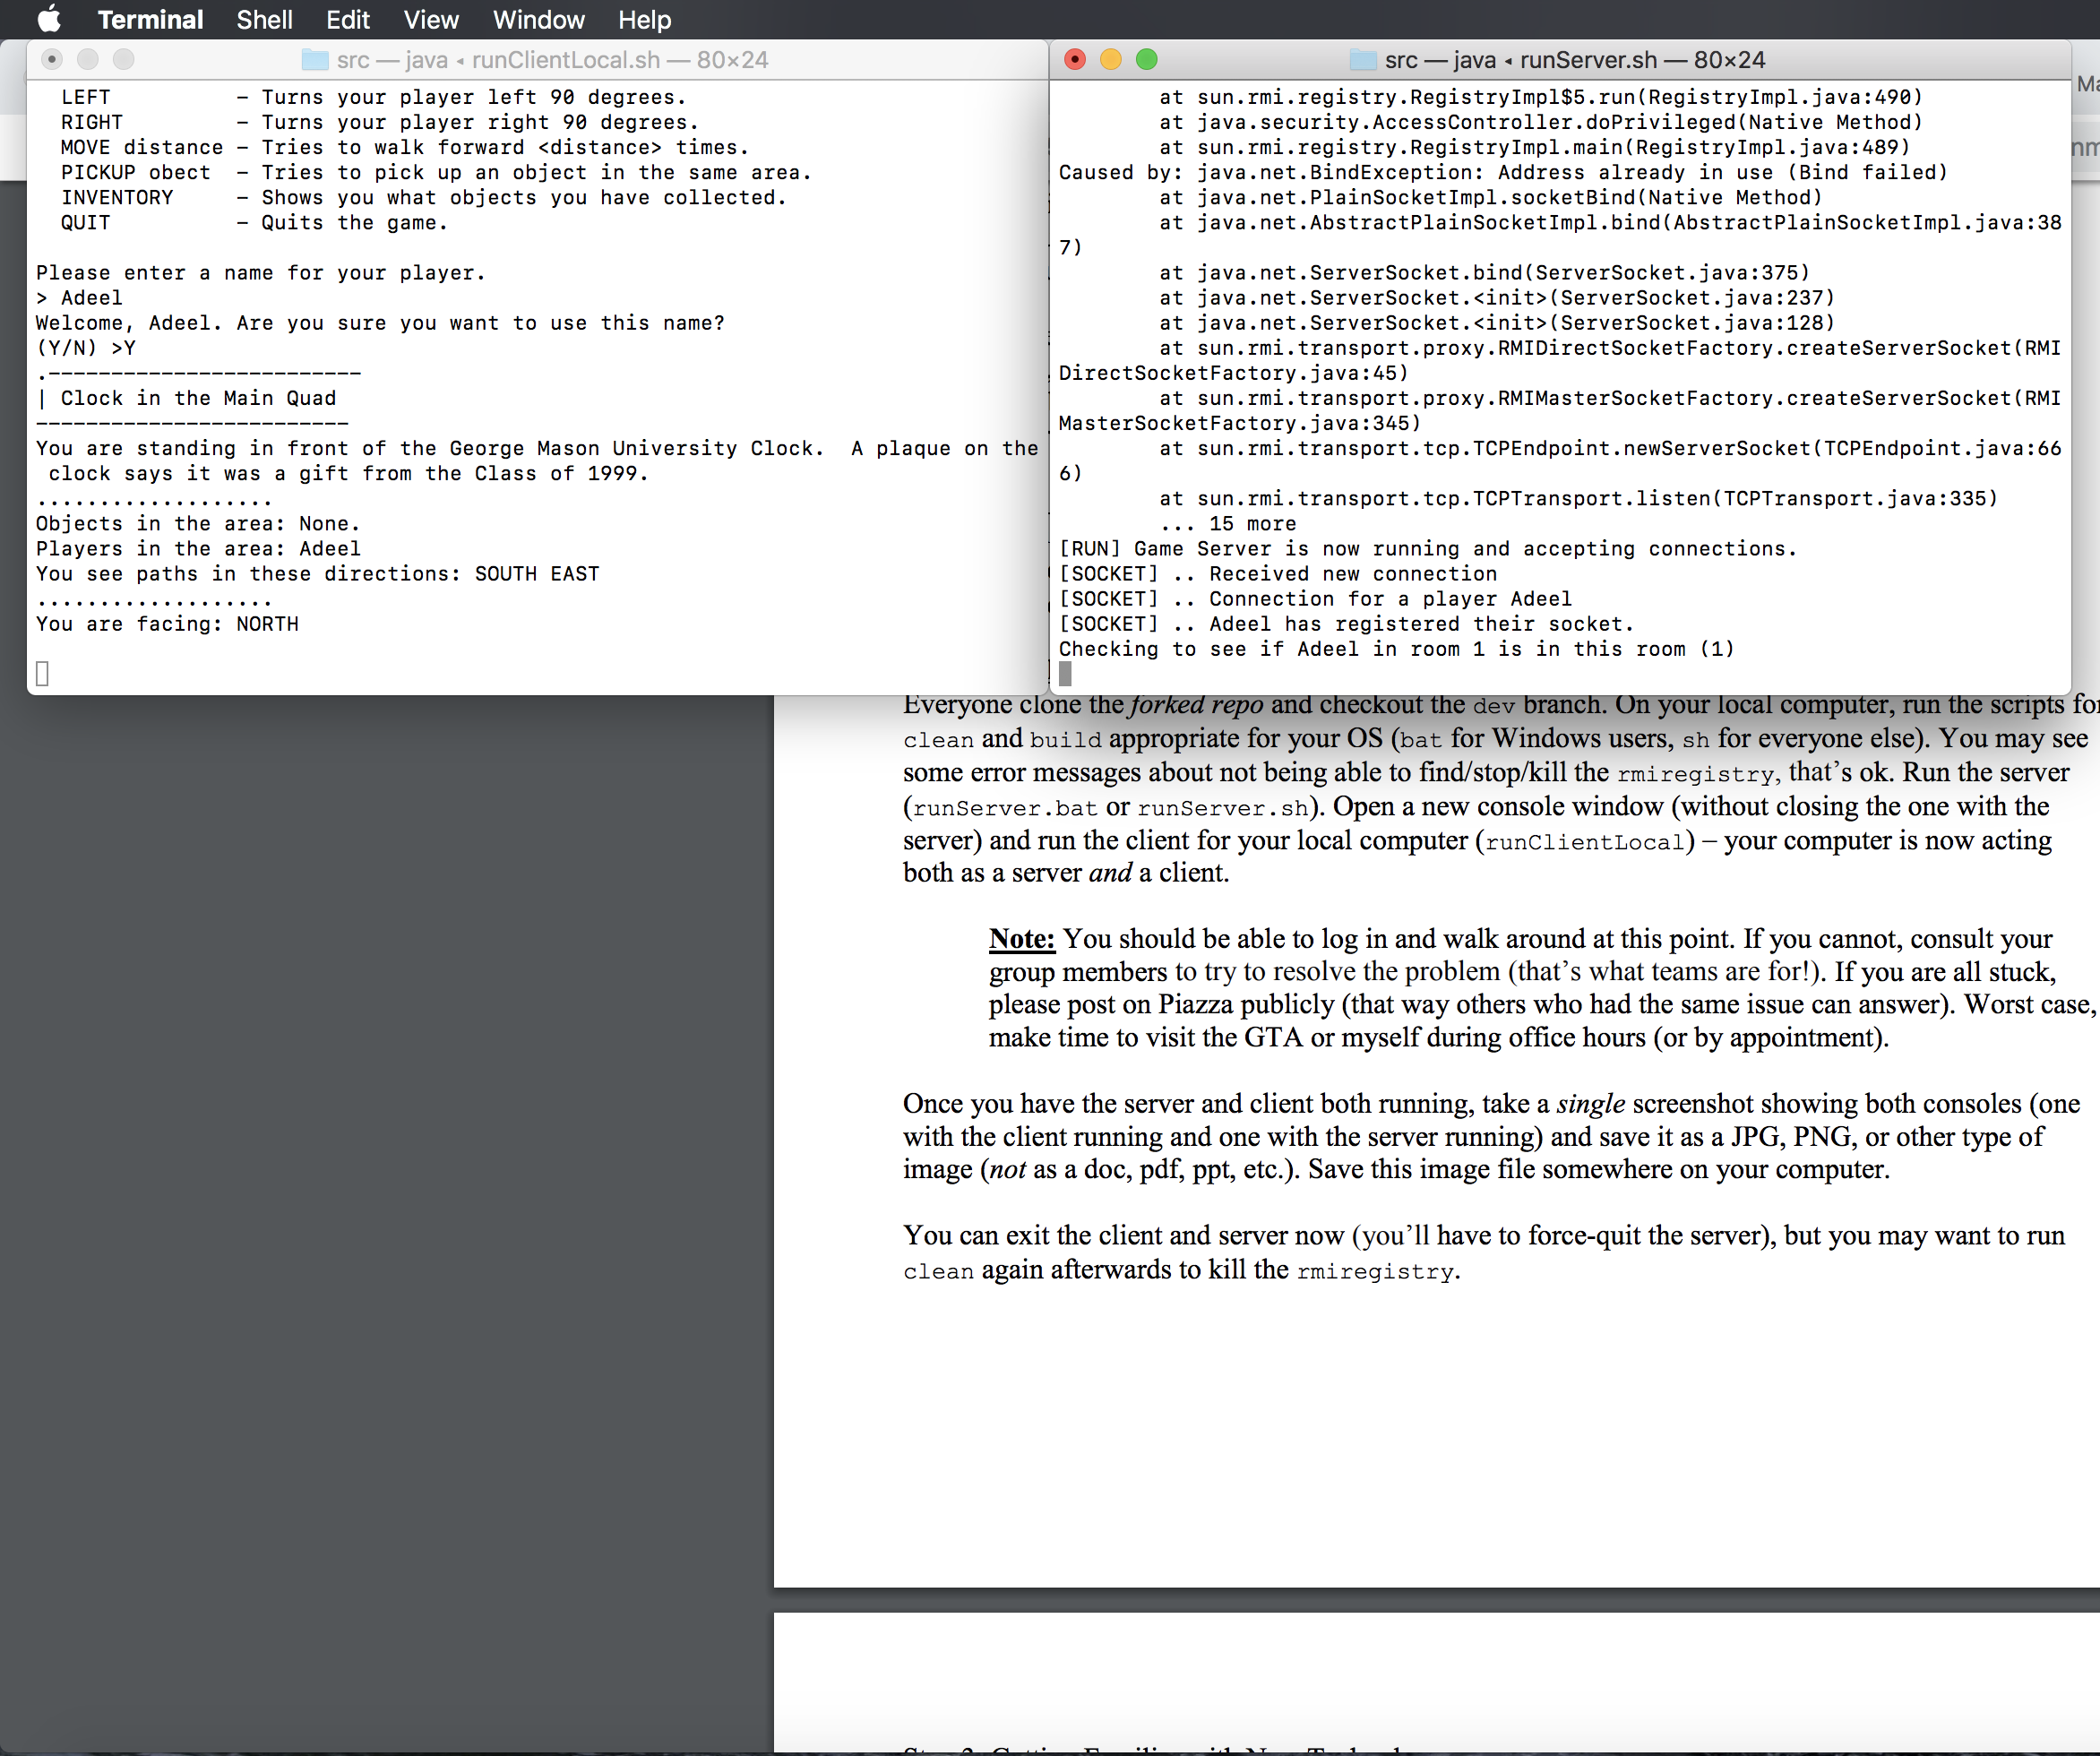 Terminal Shell Edit View Window Help
src — java ◂ runClientLocal.sh — 80×24
LEFT – Turns your player left 90 degrees.
RIGHT – Turns your player right 90 degrees.
MOVE distance – Tries to walk forward <distance> times.
PICKUP obect – Tries to pick up an object in the same area.
INVENTORY – Shows you what objects you have collected.
QUIT – Quits the game.
Please enter a name for your player.
> Adeel
Welcome, Adeel. Are you sure you want to use this name?
(Y/N) >Y
.-------------------------
| Clock in the Main Quad
-------------------------
You are standing in front of the George Mason University Clock.  A plaque on the
 clock says it was a gift from the Class of 1999.
...................
Objects in the area: None.
Players in the area: Adeel
You see paths in these directions: SOUTH EAST
...................
You are facing: NORTH
src — java ◂ runServer.sh — 80×24
at sun.rmi.registry.RegistryImpl$5.run(RegistryImpl.java:490)
at java.security.AccessController.doPrivileged(Native Method)
at sun.rmi.registry.RegistryImpl.main(RegistryImpl.java:489)
Caused by: java.net.BindException: Address already in use (Bind failed)
at java.net.PlainSocketImpl.socketBind(Native Method)
at java.net.AbstractPlainSocketImpl.bind(AbstractPlainSocketImpl.java:38
7)
at java.net.ServerSocket.bind(ServerSocket.java:375)
at java.net.ServerSocket.<init>(ServerSocket.java:237)
at java.net.ServerSocket.<init>(ServerSocket.java:128)
at sun.rmi.transport.proxy.RMIDirectSocketFactory.createServerSocket(RMI
DirectSocketFactory.java:45)
at sun.rmi.transport.proxy.RMIMasterSocketFactory.createServerSocket(RMI
MasterSocketFactory.java:345)
at sun.rmi.transport.tcp.TCPEndpoint.newServerSocket(TCPEndpoint.java:66
6)
at sun.rmi.transport.tcp.TCPTransport.listen(TCPTransport.java:335)
... 15 more
[RUN] Game Server is now running and accepting connections.
[SOCKET] .. Received new connection
[SOCKET] .. Connection for a player Adeel
[SOCKET] .. Adeel has registered their socket.
Checking to see if Adeel in room 1 is in this room (1)
Everyone clone the forked repo and checkout the dev branch. On your local computer, run the scripts for
clean and build appropriate for your OS (bat for Windows users, sh for everyone else). You may see
some error messages about not being able to find/stop/kill the rmiregistry, that’s ok. Run the server
(runServer.bat or runServer.sh). Open a new console window (without closing the one with the
server) and run the client for your local computer (runClientLocal) – your computer is now acting
both as a server and a client.
Note: You should be able to log in and walk around at this point. If you cannot, consult your
group members to try to resolve the problem (that’s what teams are for!). If you are all stuck,
please post on Piazza publicly (that way others who had the same issue can answer). Worst case,
make time to visit the GTA or myself during office hours (or by appointment).
Once you have the server and client both running, take a single screenshot showing both consoles (one
with the client running and one with the server running) and save it as a JPG, PNG, or other type of
image (not as a doc, pdf, ppt, etc.). Save this image file somewhere on your computer.
You can exit the client and server now (you’ll have to force-quit the server), but you may want to run
clean again afterwards to kill the rmiregistry.